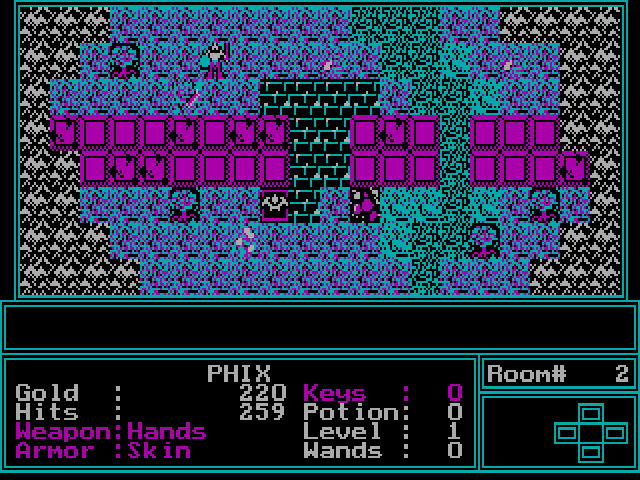 PHIX
Gold : 220 Keys : 0
Hits : 259 Potion: 0
Weapon:Hands Level : 1
Armor :Skin Wands : 0
Room# 2